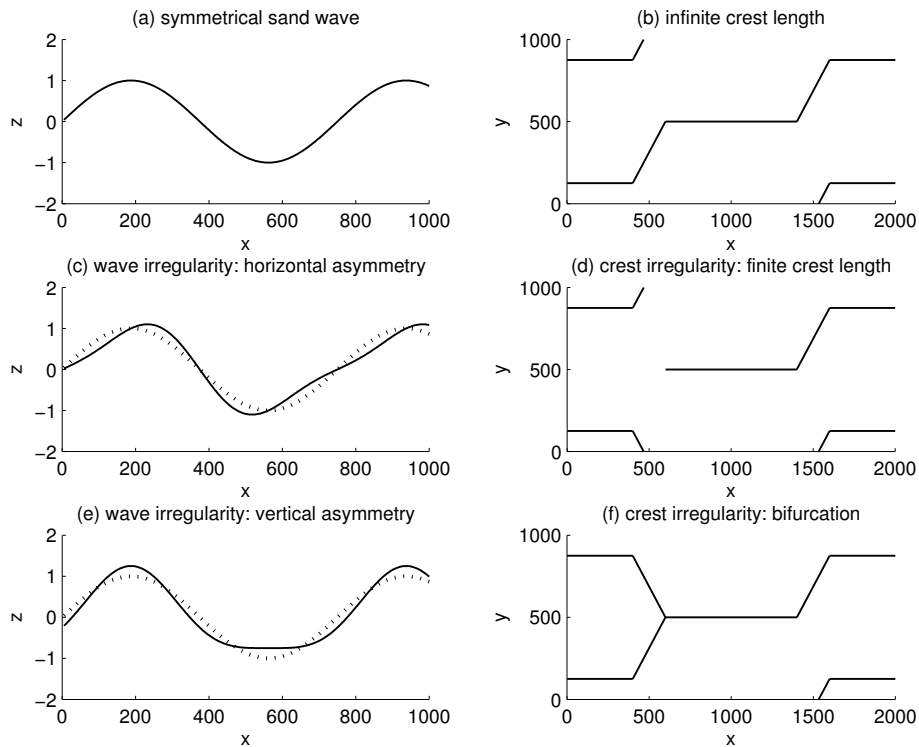 (a) symmetrical sand wave
2
1
0
−1
−2
z
0 200 400 600 800 1000
x
(b) infinite crest length
1000
500
0
y
0 500 1000 1500 2000
x
(c) wave irregularity: horizontal asymmetry
2
1
0
−1
−2
z
0 200 400 600 800 1000
x
(d) crest irregularity: finite crest length
1000
500
0
y
0 500 1000 1500 2000
x
(e) wave irregularity: vertical asymmetry
2
1
0
−1
−2
z
0 200 400 600 800 1000
x
(f) crest irregularity: bifurcation
1000
500
0
y
0 500 1000 1500 2000
x